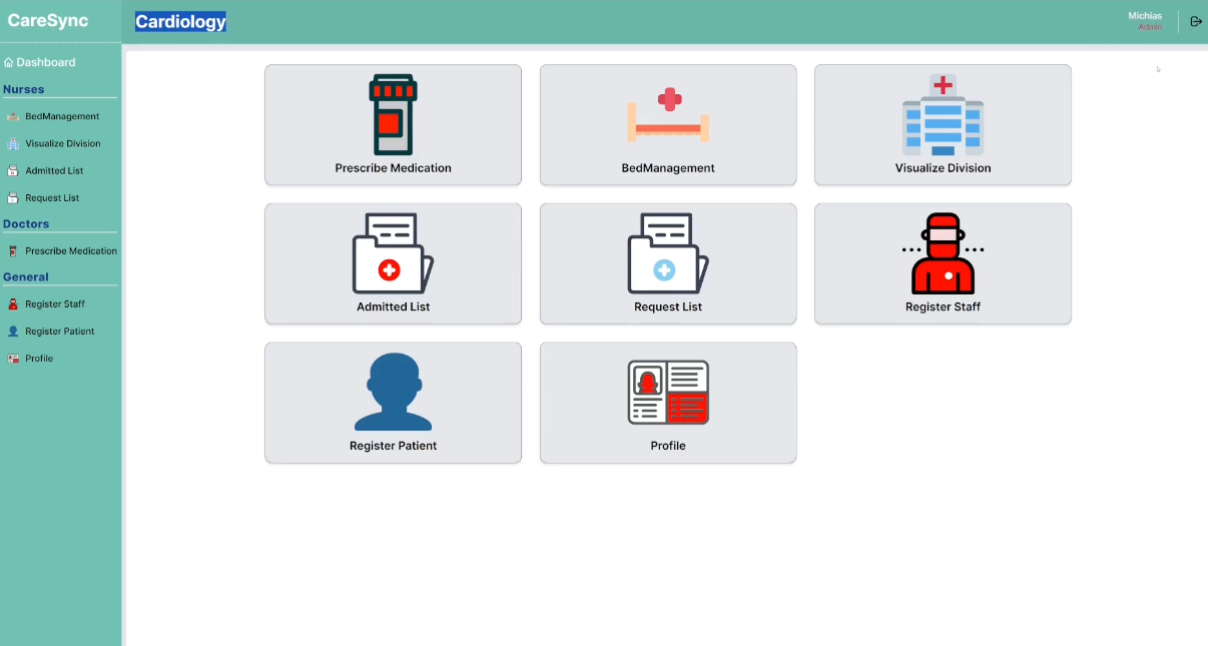 CareSync
Cardiology
Michias
Admin
Dashboard
Nurses
BedManagement
Visualize Division
Admitted List
Request List
Doctors
Prescribe Medication
General
Register Staff
Register Patient
Profile
Prescribe Medication
BedManagement
Visualize Division
Admitted List
Request List
Register Staff
Register Patient
Profile